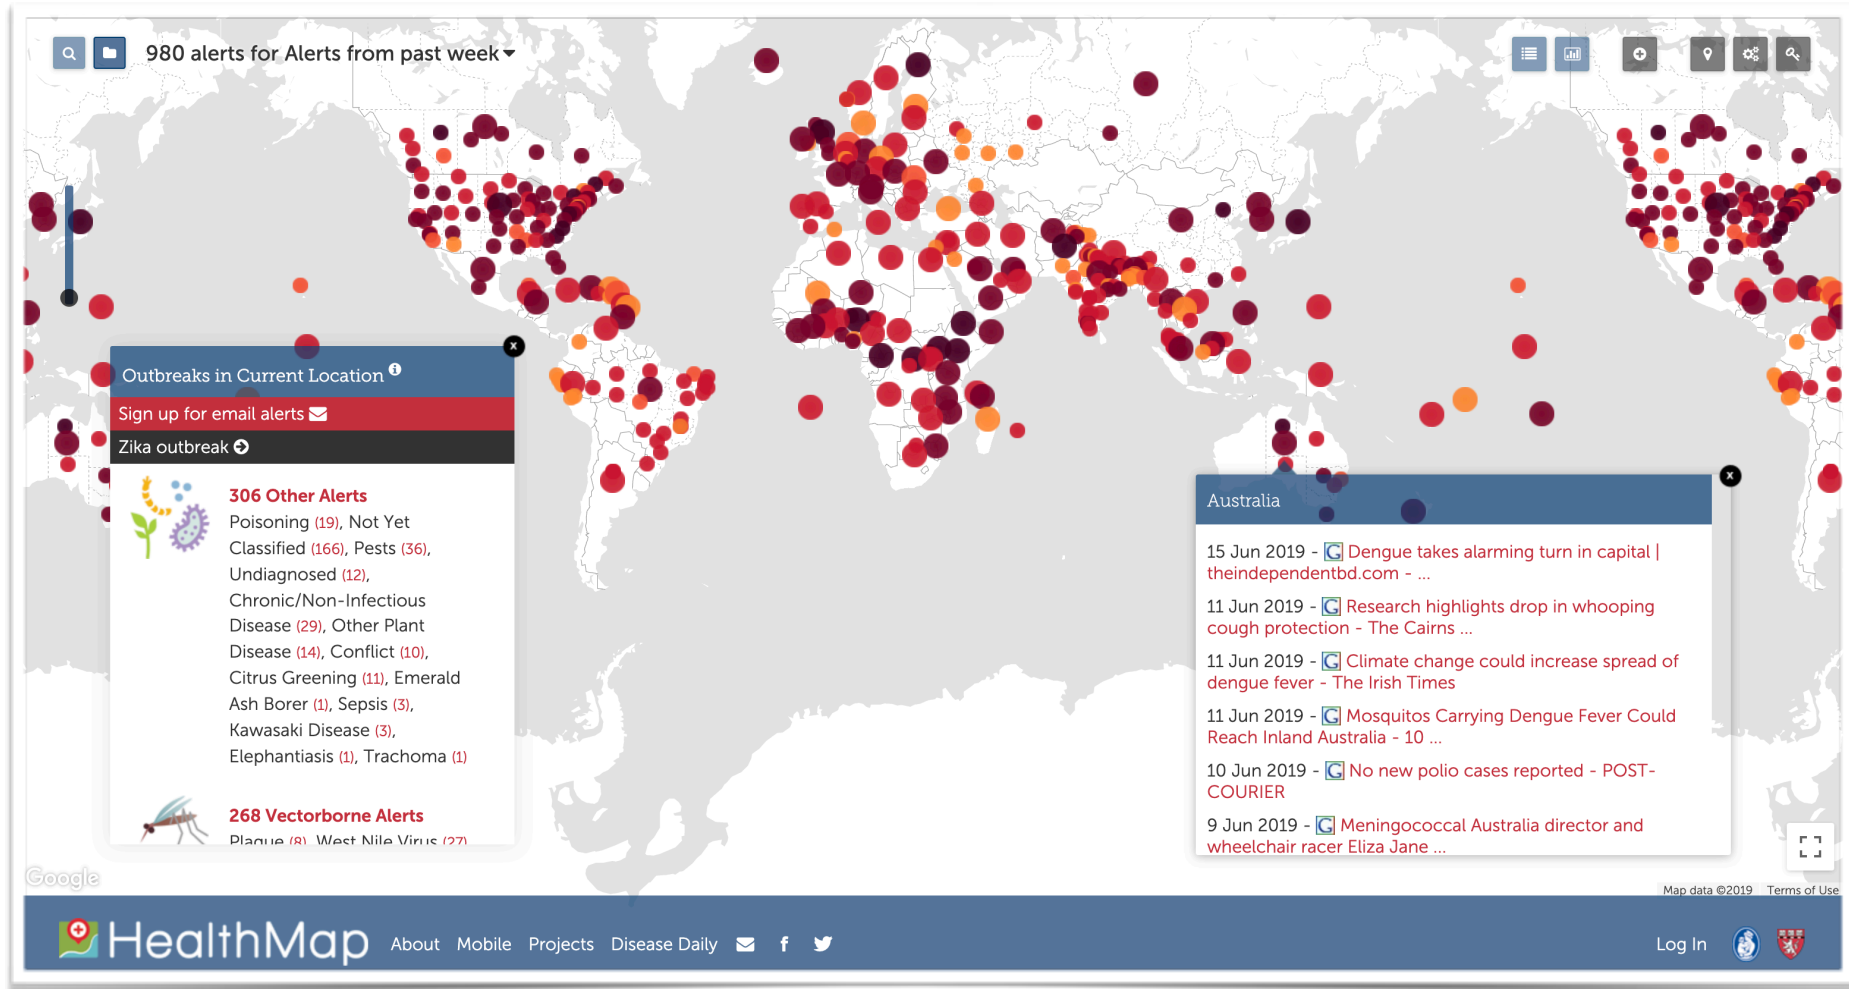 980 alerts for Alerts from past week
Outbreaks in Current Location
Sign up for email alerts
Zika outbreak
306 Other Alerts
Poisoning (19), Not Yet
Classified (166), Pests (36),
Undiagnosed (12),
Chronic/Non-Infectious
Disease (29), Other Plant
Disease (14), Conflict (10),
Citrus Greening (11), Emerald
Ash Borer (1), Sepsis (3),
Kawasaki Disease (3),
Elephantiasis (1), Trachoma (1)
268 Vectorborne Alerts
Plague (8), West Nile Virus (27)
Australia
15 Jun 2019 - G Dengue takes alarming turn in capital |
theindependentbd.com - ...
11 Jun 2019 - G Research highlights drop in whooping
cough protection - The Cairns ...
11 Jun 2019 - G Climate change could increase spread of
dengue fever - The Irish Times
11 Jun 2019 - G Mosquitos Carrying Dengue Fever Could
Reach Inland Australia - 10 ...
10 Jun 2019 - G No new polio cases reported - POST-
COURIER
9 Jun 2019 - G Meningococcal Australia director and
wheelchair racer Eliza Jane ...
Google
Map data ©2019 Terms of Use
HealthMap About Mobile Projects Disease Daily Log In